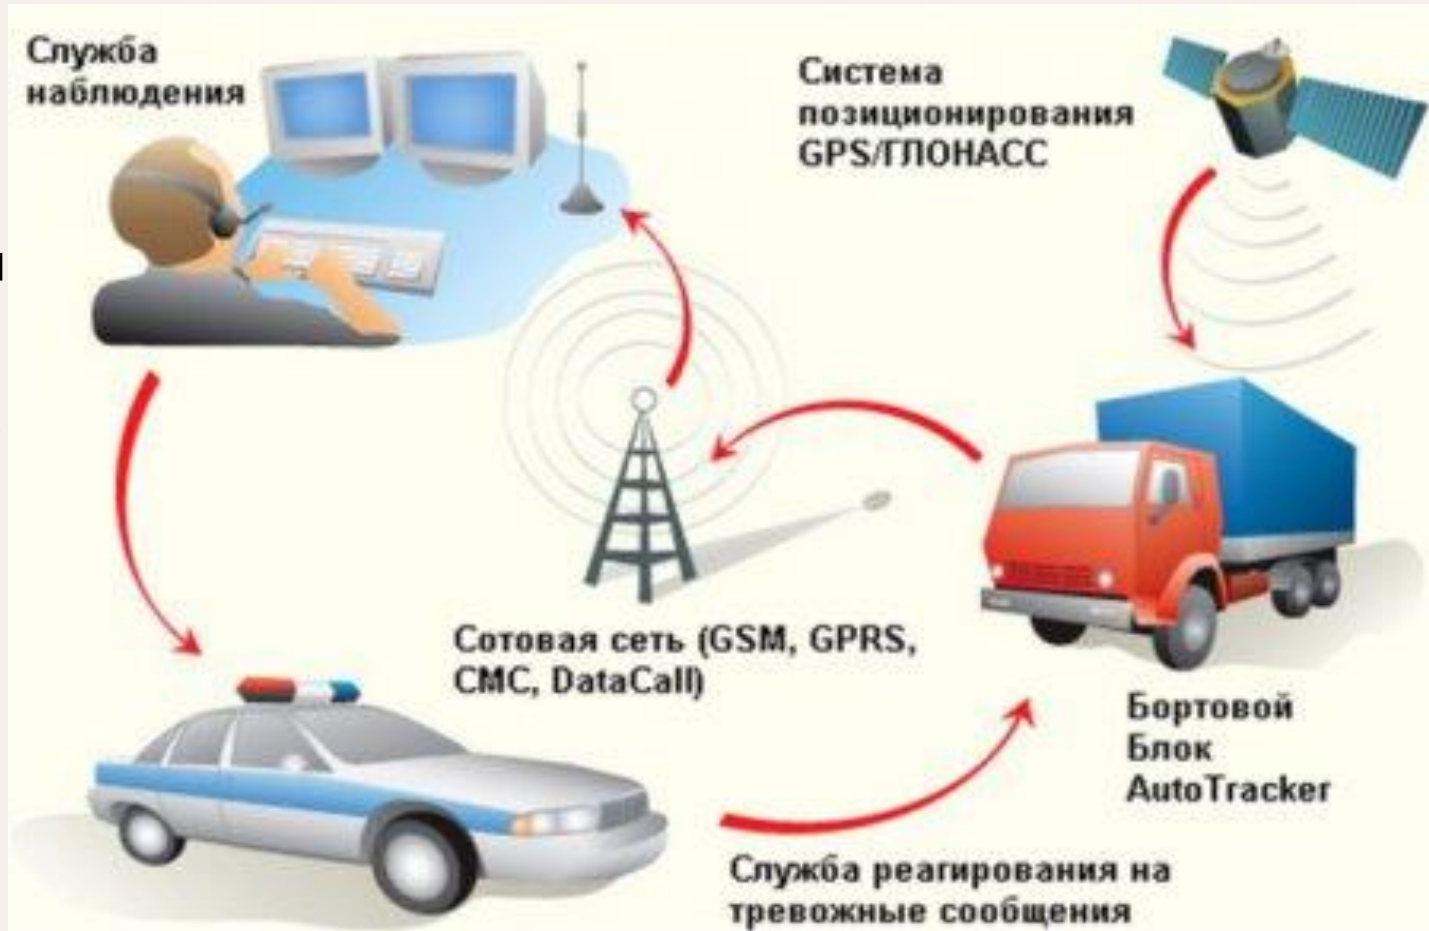 Служба
наблюдения
Система
позиционирования
GPS/ГЛОНАСС
Сотовая сеть (GSM, GPRS,
СМС, DataCall)
Бортовой
Блок
AutoTracker
Служба реагирования на
тревожные сообщения